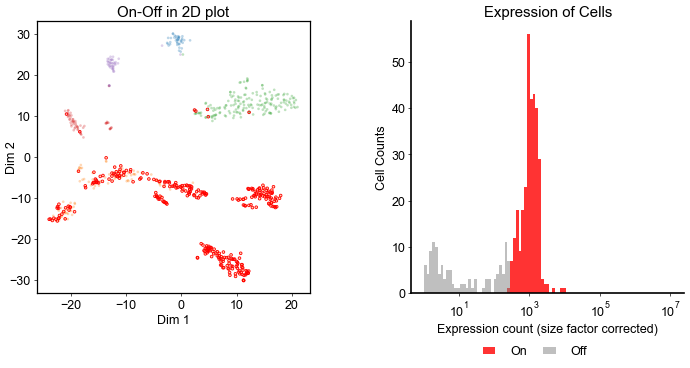 On-Off in 2D plot
30
20
10
0
−10
−20
−30
Dim 2
−20 −10 0 10 20
Dim 1
Expression of Cells
50
40
30
20
10
0
Cell Counts
10^1 10^3 10^5 10^7
Expression count (size factor corrected)
On Off